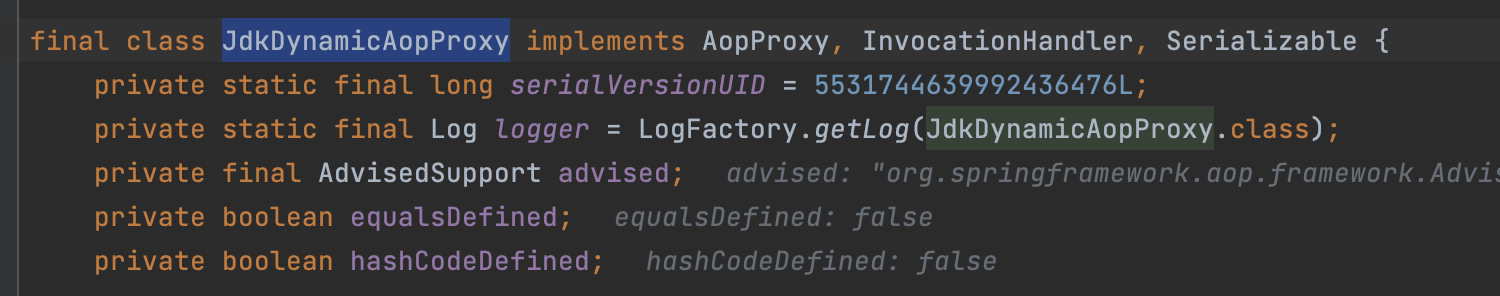 final class JdkDynamicAopProxy implements AopProxy, InvocationHandler, Serializable {
private static final long serialVersionUID = 5531744639992436476L;
private static final Log logger = LogFactory.getLog(JdkDynamicAopProxy.class);
private final AdvisedSupport advised; advised: "org.springframework.aop.framework.Advis
private boolean equalsDefined; equalsDefined: false
private boolean hashCodeDefined; hashCodeDefined: false